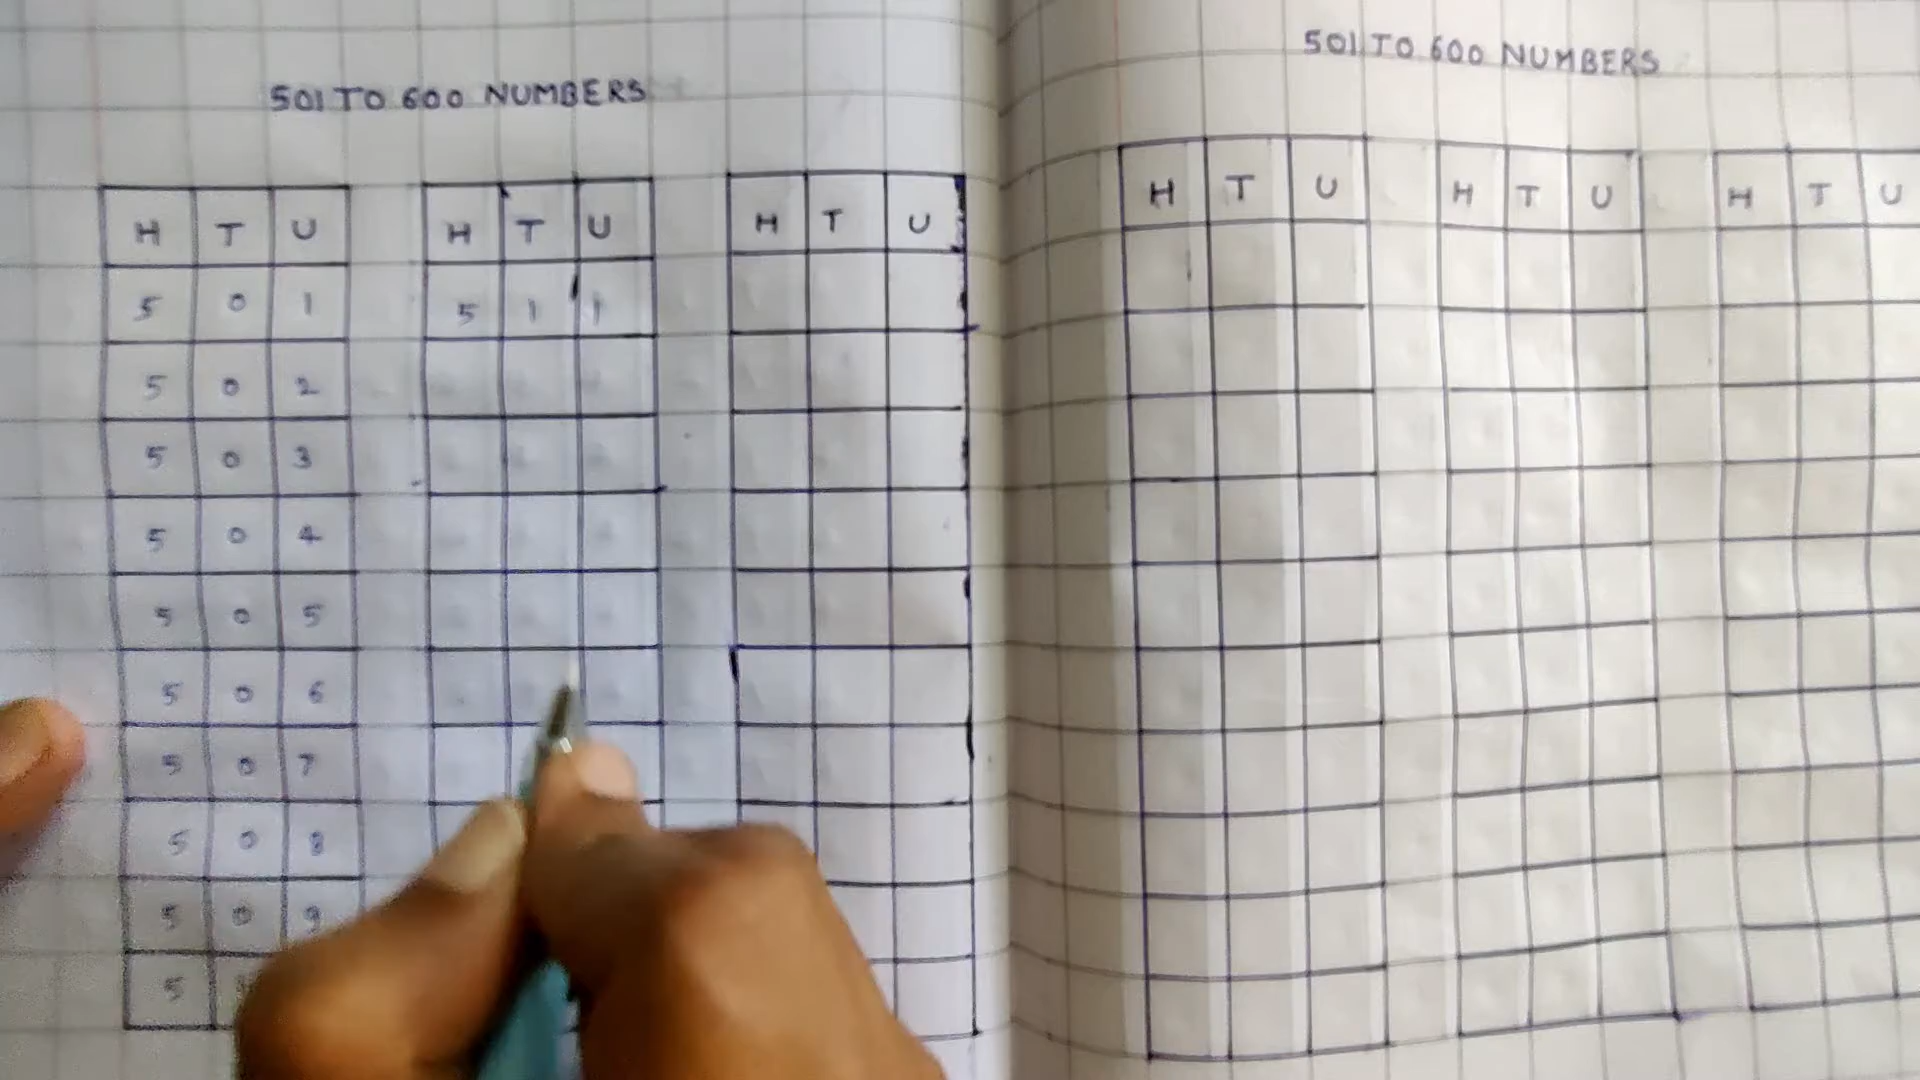 501 TO 600 NUMBERS
H T U
5 0 1
5 0 2
5 0 3
5 0 4
5 0 5
5 0 6
5 0 7
5 0 8
5 0 9
5
H T U
5 1 1
H T U
501 TO 600 NUMBERS
H T U
H T U
H T U